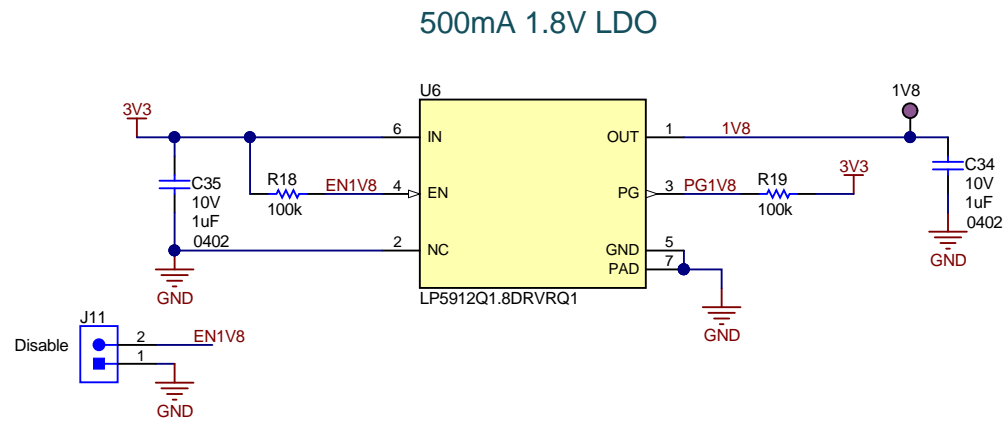 500mA 1.8V LDO
U6
3V3
1V8
6
IN
OUT
1
1V8
C35
10V
1uF
0402
R18
100k
EN1V8
4
EN
PG
3
PG1V8
R19
100k
3V3
C34
10V
1uF
0402
2
NC
GND
5
PAD
7
GND
GND
GND
LP5912Q1.8DRVRQ1
J11
Disable
2
EN1V8
1
GND